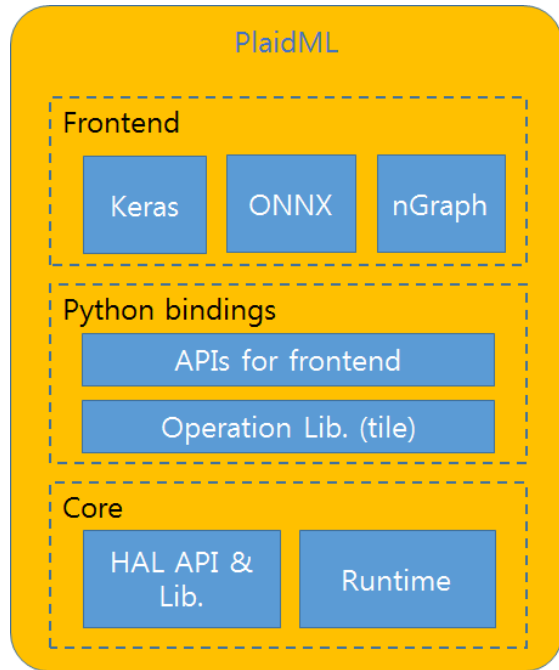 PlaidML
Frontend
Keras
ONNX
nGraph
Python bindings
APIs for frontend
Operation Lib. (tile)
Core
HAL API &
Lib.
Runtime